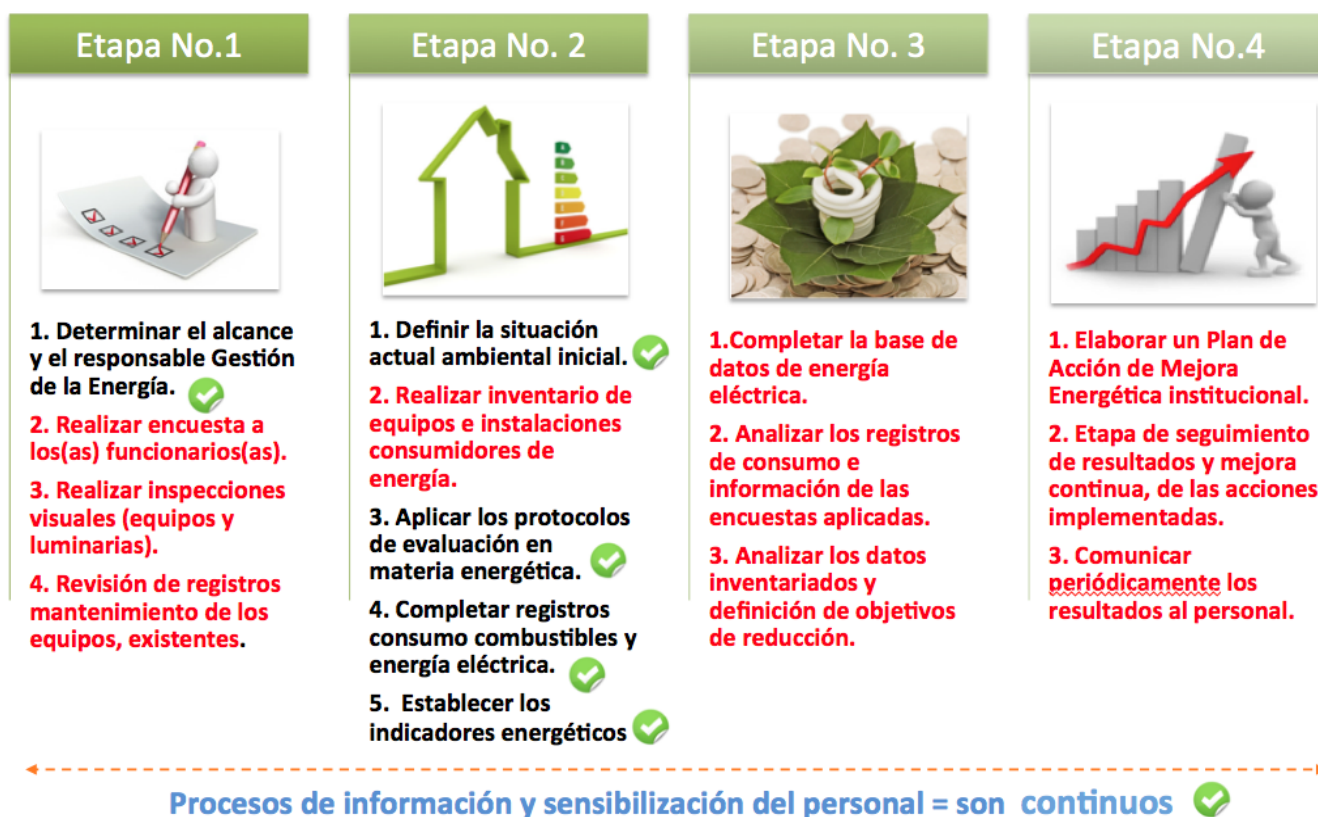 Etapa No.1
1. Determinar el alcance
y el responsable Gestión
de la Energía.
2. Realizar encuesta a
los(as) funcionarios(as).
3. Realizar inspecciones
visuales (equipos y
luminarias).
4. Revisión de registros
mantenimiento de los
equipos, existentes.
Etapa No. 2
1. Definir la situación
actual ambiental inicial.
2. Realizar inventario de
equipos e instalaciones
consumidores de
energía.
3. Aplicar los protocolos
de evaluación en
materia energética.
4. Completar registros
consumo combustibles y
energía eléctrica.
5. Establecer los
indicadores energéticos
Etapa No. 3
1.Completar la base de
datos de energía
eléctrica.
2. Analizar los registros
de consumo e
información de las
encuestas aplicadas.
3. Analizar los datos
inventariados y
definición de objetivos
de reducción.
Etapa No.4
1. Elaborar un Plan de
Acción de Mejora
Energética institucional.
2. Etapa de seguimiento
de resultados y mejora
continua, de las acciones
implementadas.
3. Comunicar
periódicamente los
resultados al personal.
Procesos de información y sensibilización del personal = son continuos